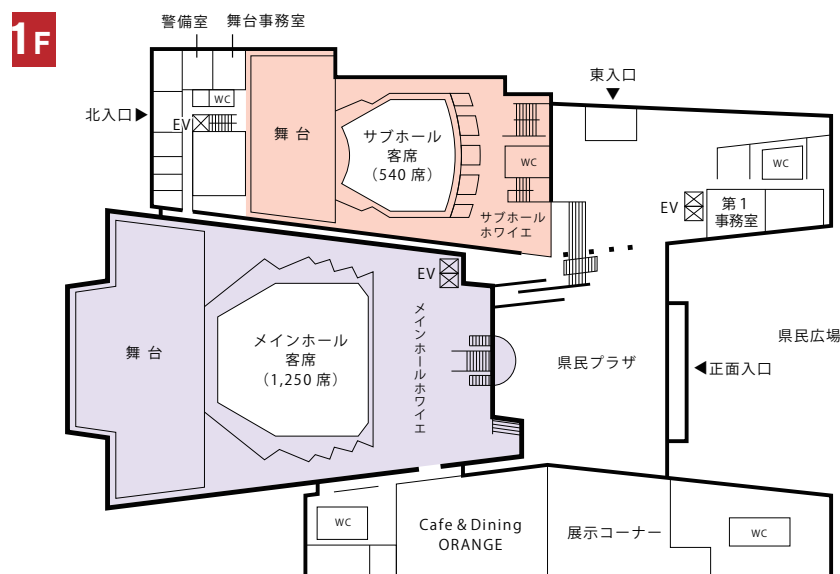 1F
警備室
舞台事務室
東入口
北入口
WC
EV
舞 台
サブホール
客席
（540 席）
WC
WC
サブホール
ホワイエ
EV
第 1
事務室
EV
舞 台
メインホール
客席
（1,250 席）
メインホールホワイエ
県民プラザ
県民広場
正面入口
WC
Cafe & Dining
ORANGE
展示コーナー
WC